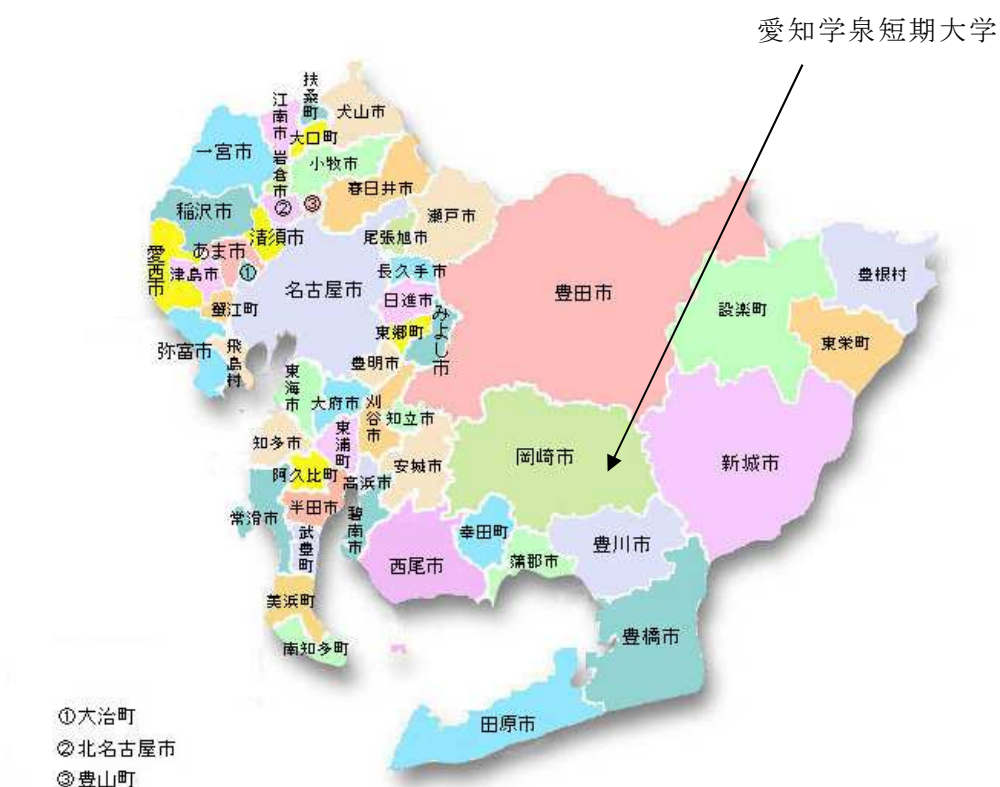 愛知学泉短期大学
扶桑町
江南市
犬山市
大口町
一宮市
岩倉市
小牧市
春日井市
②
③
稲沢市
瀬戸市
清須市
尾張旭市
あま市
愛西市
津島市
①
長久手市
豊根村
名古屋市
日進市
豊田市
設楽町
蟹江町
みよし市
東郷町
東栄町
弥富市
飛島村
豊明市
東海市
大府市
刈谷市
知立市
知多市
東浦町
岡崎市
安城市
新城市
阿久比町
高浜市
半田市
常滑市
碧南市
武豊町
幸田町
豊川市
西尾市
蒲郡市
美浜町
豊橋市
南知多町
田原市
①大治町
②北名古屋市
③豊山町